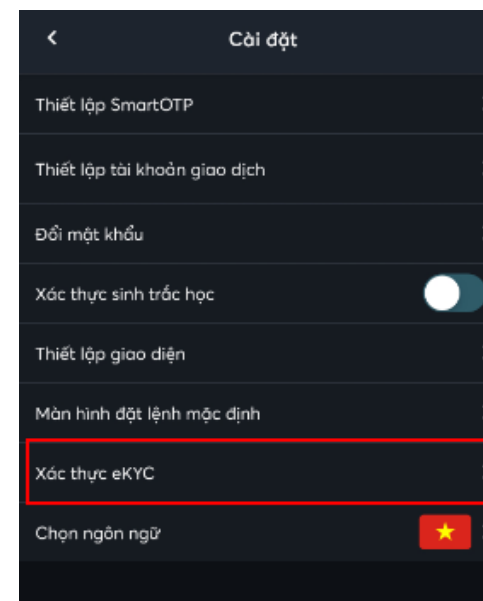 Cài đặt
Thiết lập SmartOTP
Thiết lập tài khoản giao dịch
Đổi mật khẩu
Xác thực sinh trắc học
Thiết lập giao diện
Màn hình đặt lệnh mặc định
Xác thực eKYC
Chọn ngôn ngữ